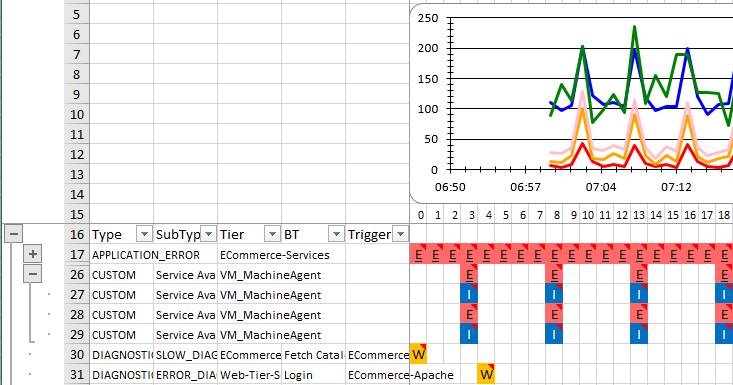 5
250
6
200
7
8
150
9
10
100
11
12
50
13
0
14
06:50 06:57 07:04 07:12
15 0 1 2 3 4 5 6 7 8 9 10 11 12 13 14 15 16 17 18
16 Type SubTyp Tier BT Trigger
17 APPLICATION_ERROR ECommerce-Services E E E E E E E E E E E E E E E E E E E
26 CUSTOM Service Ava VM_MachineAgent E E E E
27 CUSTOM Service Ava VM_MachineAgent I I I I
28 CUSTOM Service Ava VM_MachineAgent E E E E
29 CUSTOM Service Ava VM_MachineAgent I I I I
30 DIAGNOSTI SLOW_DIAG ECommerce Fetch Catal ECommerce W
31 DIAGNOSTI ERROR_DIA Web-Tier-S Login ECommerce-Apache W